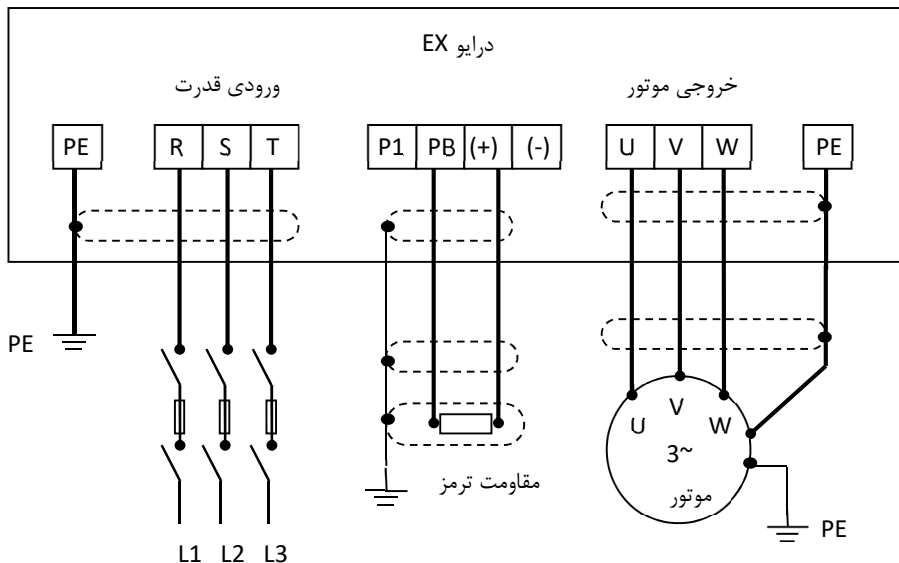 درایو EX
ورودی قدرت
خروجی موتور
PE R S T P1 PB (+) (-) U V W PE
PE
U V W
3~
موتور
مقاومت ترمز
PE
L1 L2 L3